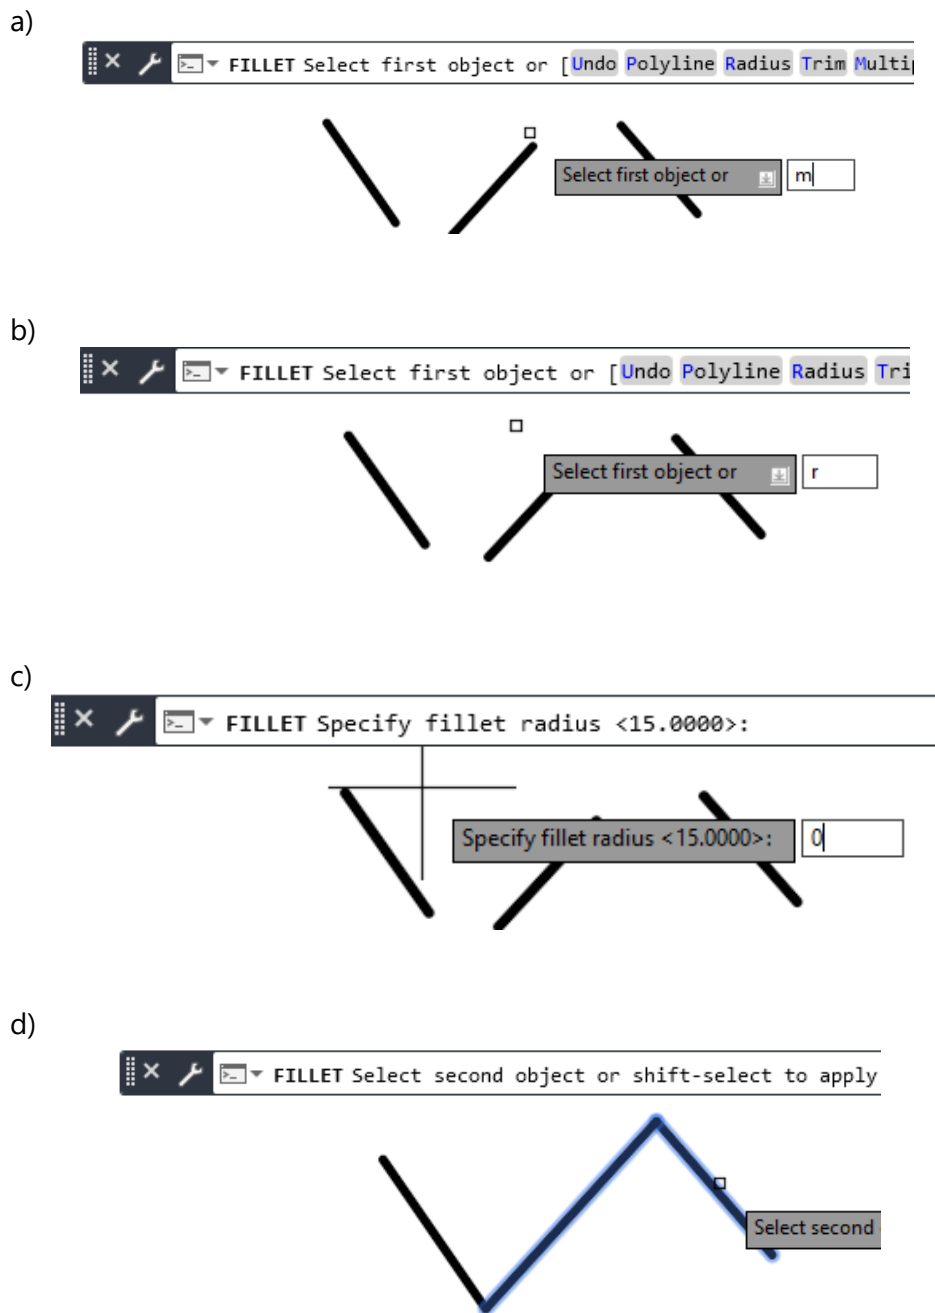 a)
FILLET Select first object or [Undo Polyline Radius Trim
Select first object or m
b)
FILLET Select first object or [Undo Polyline Radius
Select first object or r
c)
FILLET Specify fillet radius <15.0000>:
Specify fillet radius <15.0000>: 0
d)
FILLET Select second object or shift-select to apply
Select second